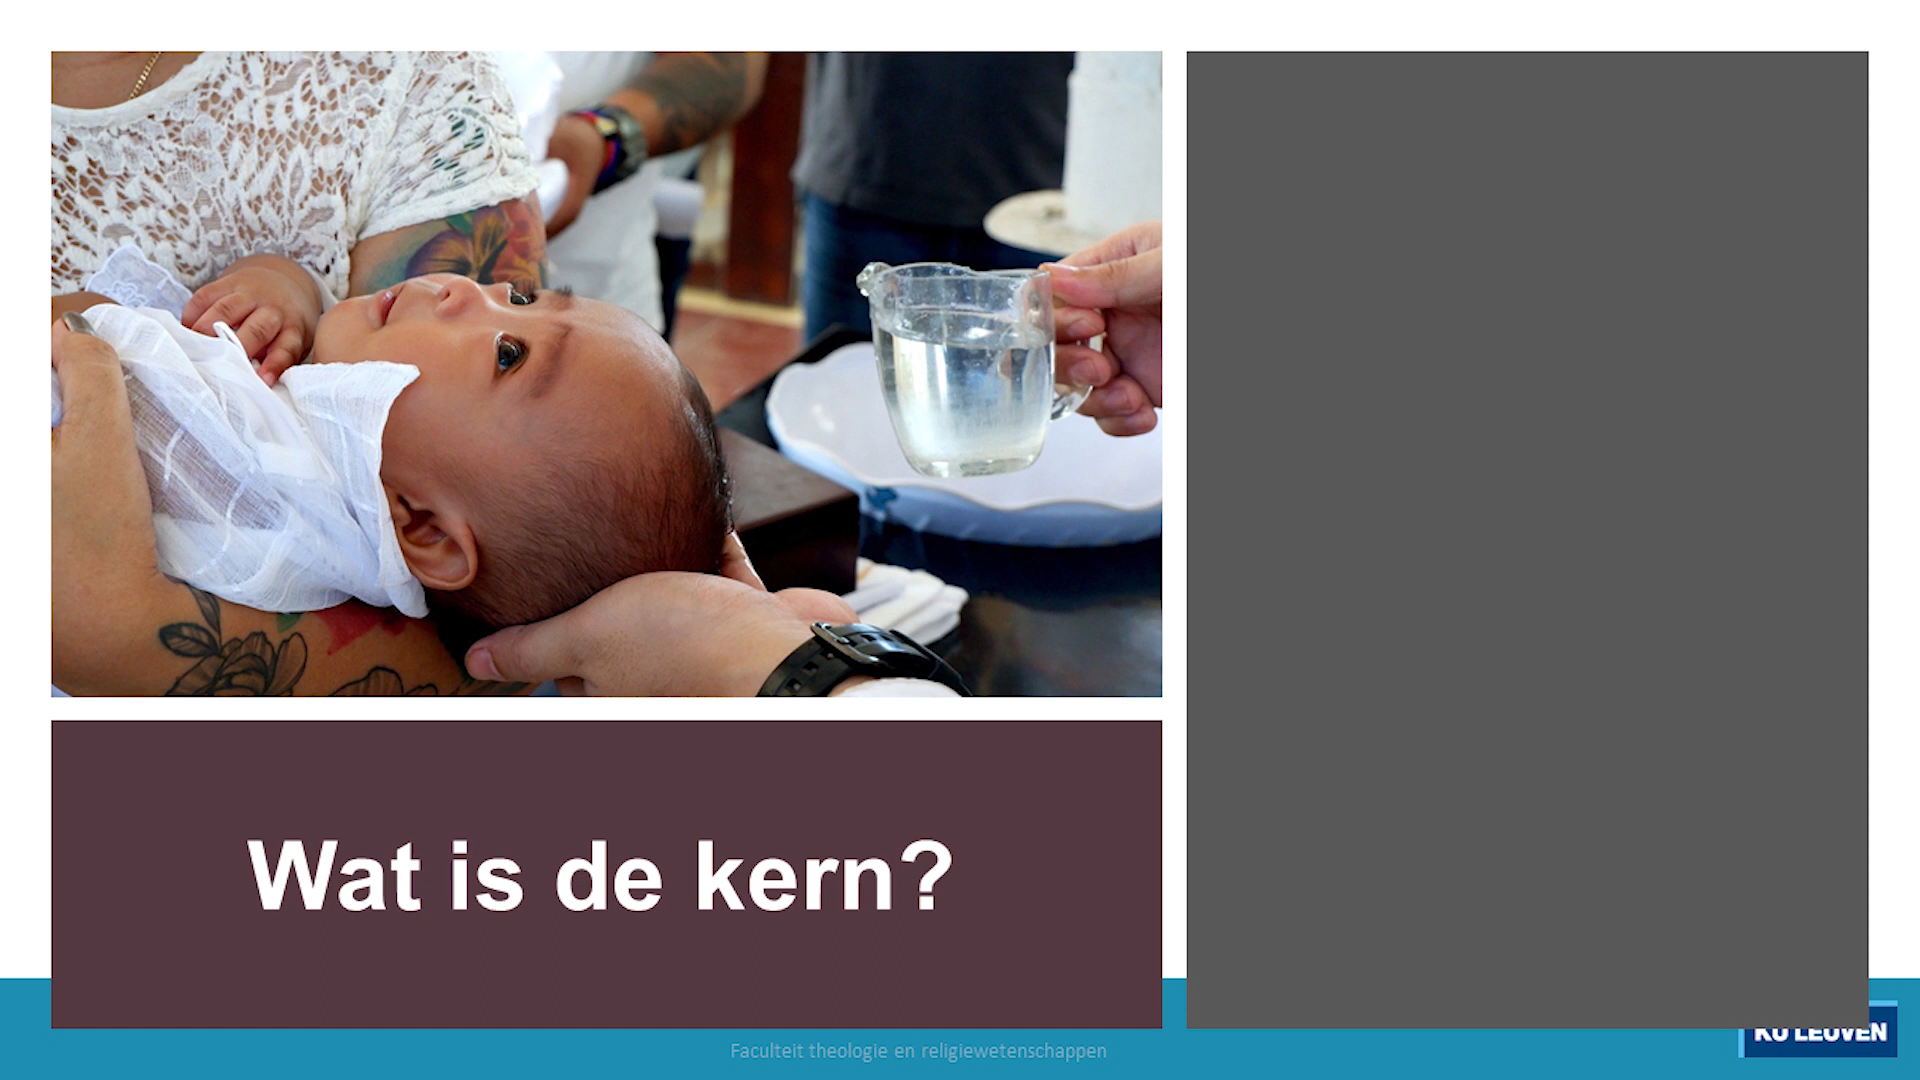 Wat is de kern?
Faculteit theologie en religiewetenschappen
KU LEUVEN